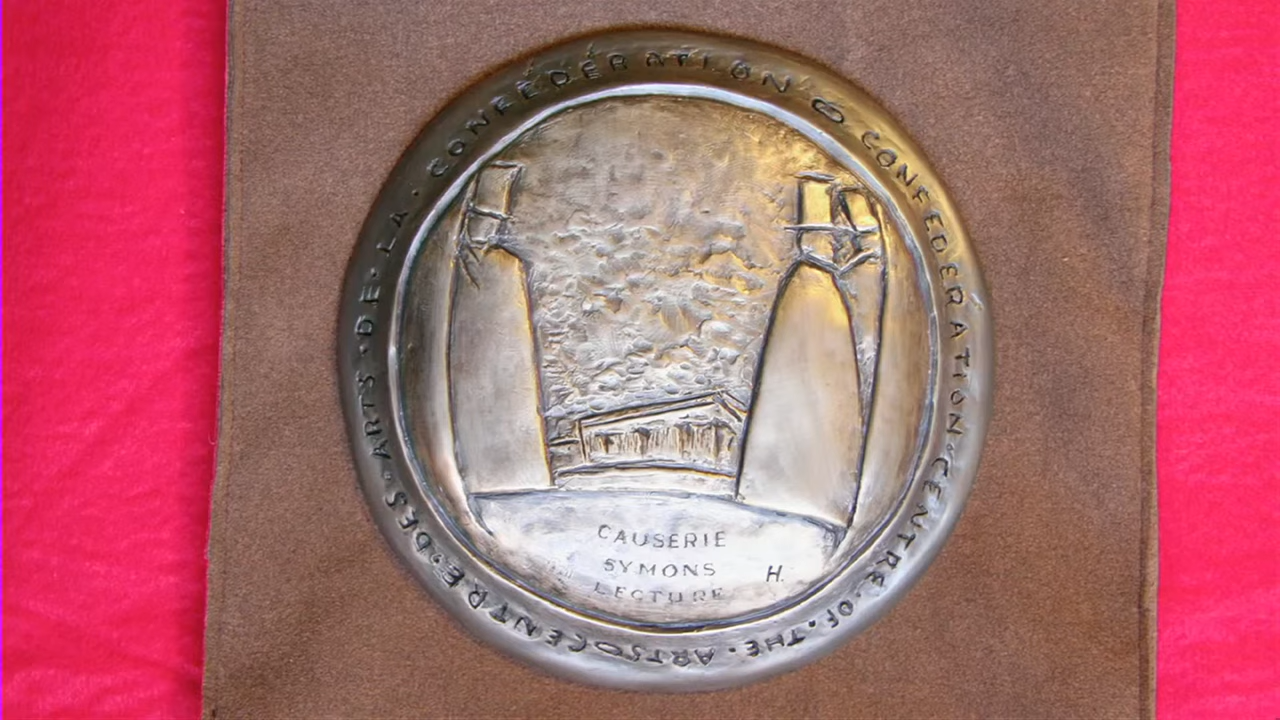 CENTRE·DES·ARTS·DE·LA·CONFÉDÉRATION
CONFEDERATION·CENTRE·OF·THE·ARTS
CAUSERIE
SYMONS
LECTURE
H.